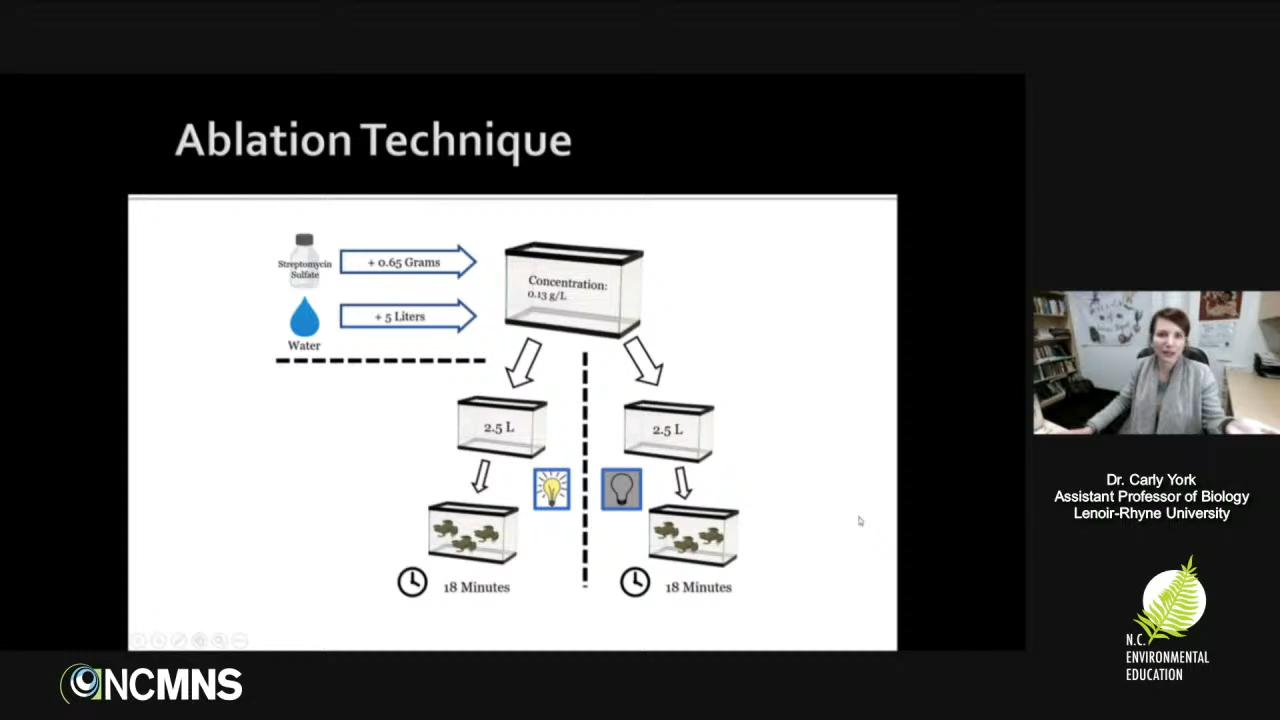 Ablation Technique
Streptomycin
Sulfate
+ 0.65 Grams
Concentration:
0.13 g/L
+ 5 Liters
Water
2.5 L
2.5 L
18 Minutes
18 Minutes
Dr. Carly York
Assistant Professor of Biology
Lenoir-Rhyne University
N.C.
ENVIRONMENTAL
EDUCATION
NCMNS